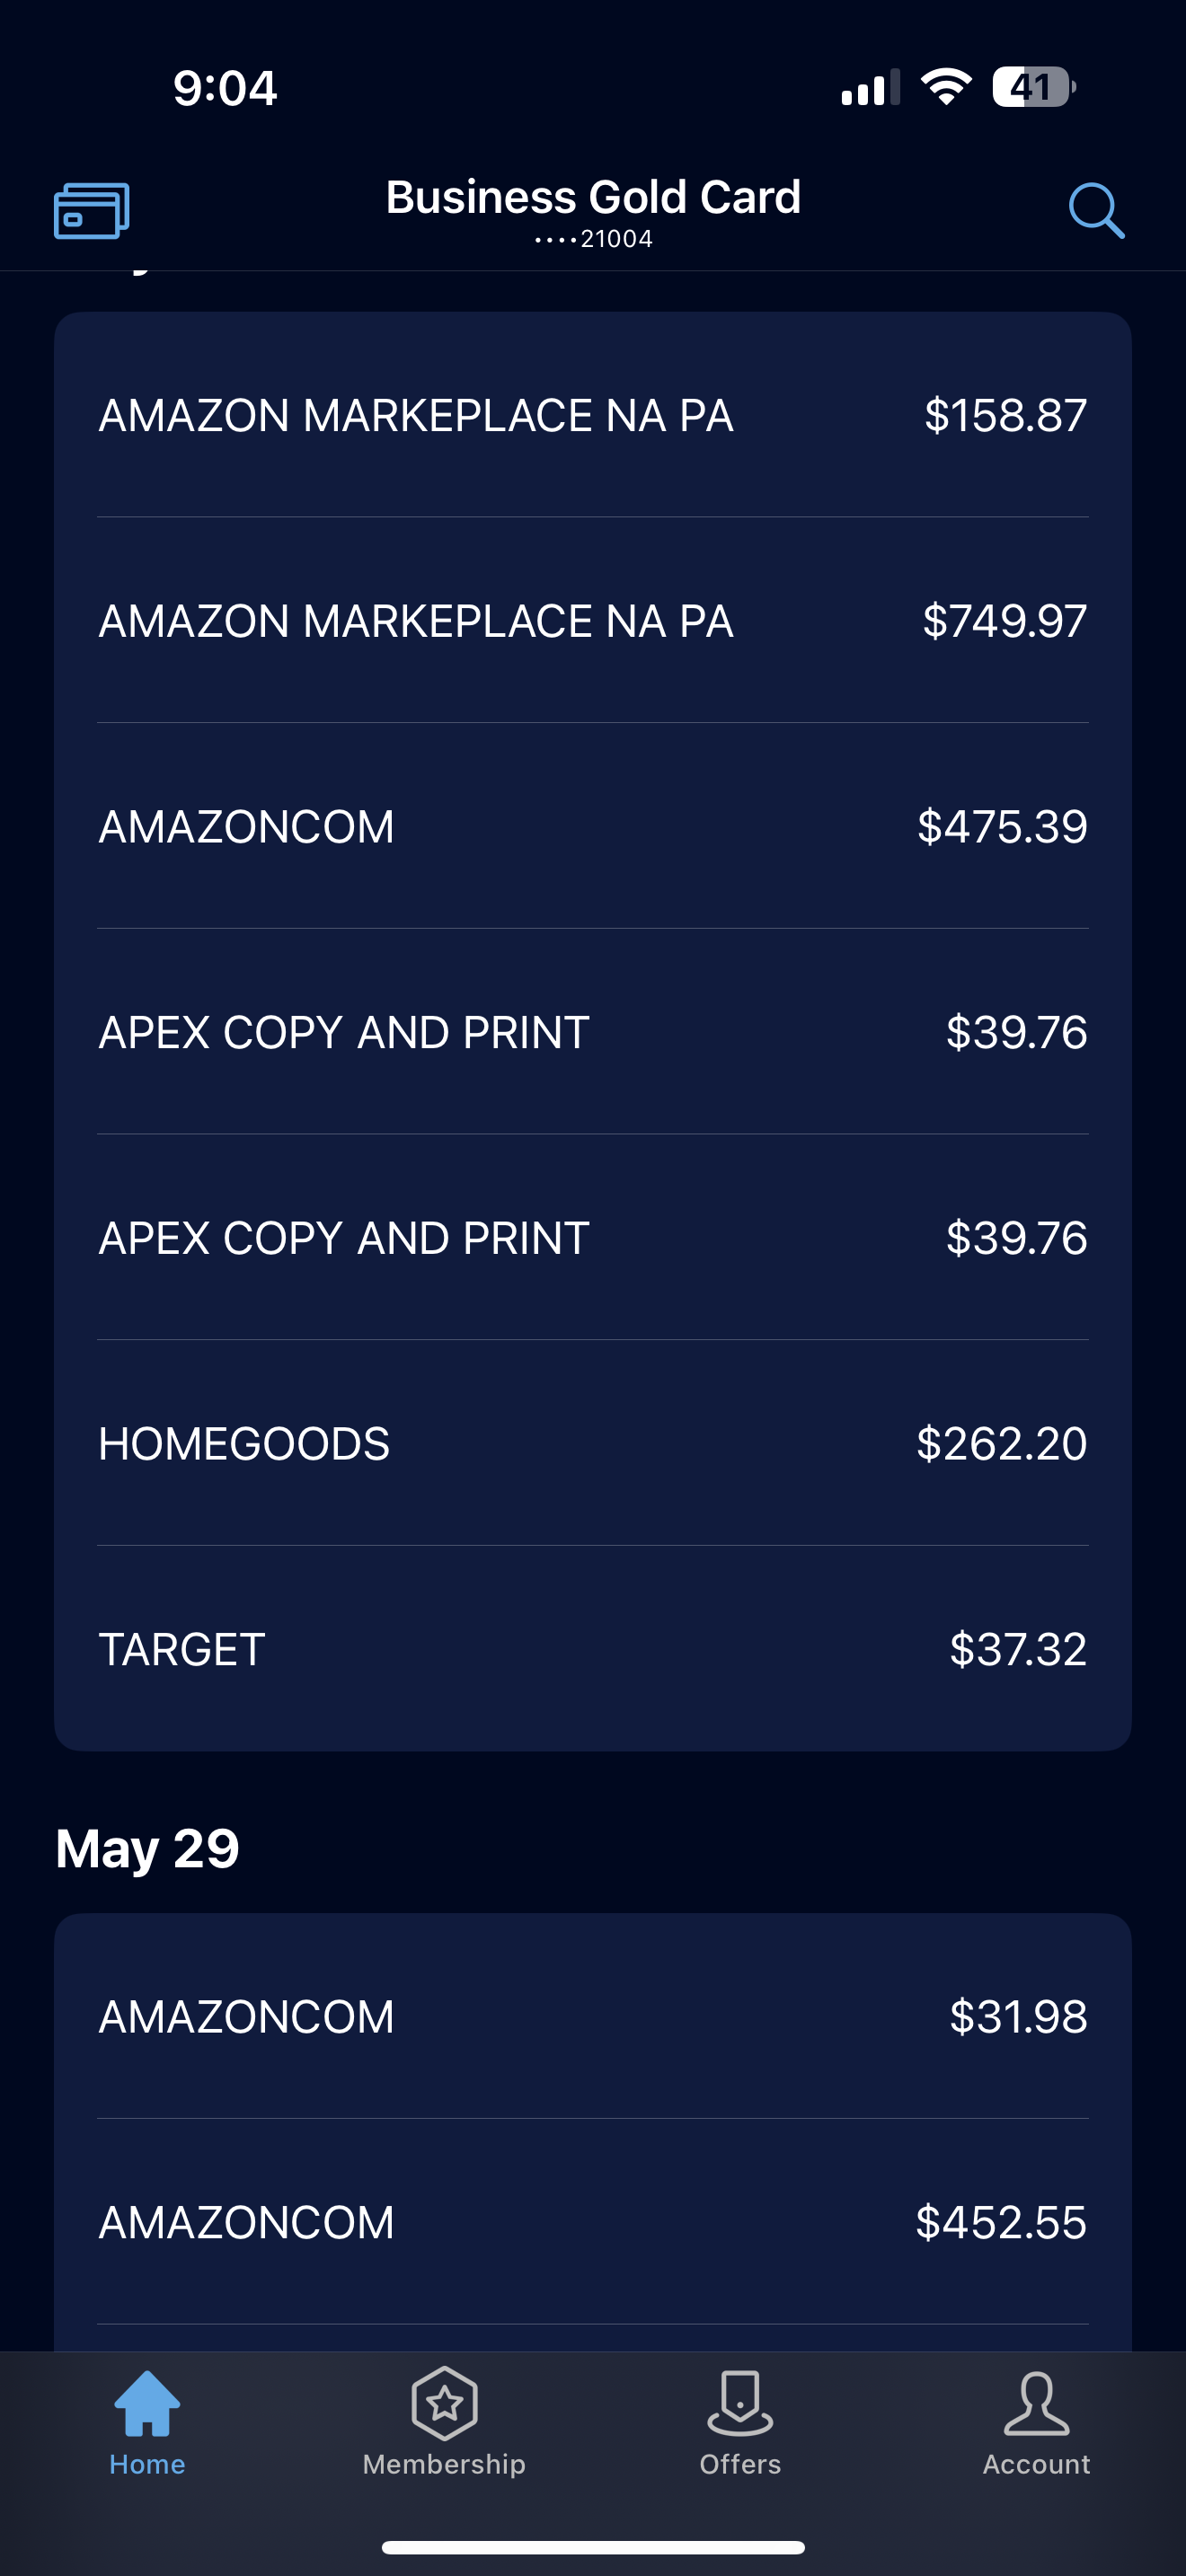 9:04
41
Business Gold Card
····21004
AMAZON MARKEPLACE NA PA $158.87
AMAZON MARKEPLACE NA PA $749.97
AMAZONCOM $475.39
APEX COPY AND PRINT $39.76
APEX COPY AND PRINT $39.76
HOMEGOODS $262.20
TARGET $37.32
May 29
AMAZONCOM $31.98
AMAZONCOM $452.55
Home Membership Offers Account